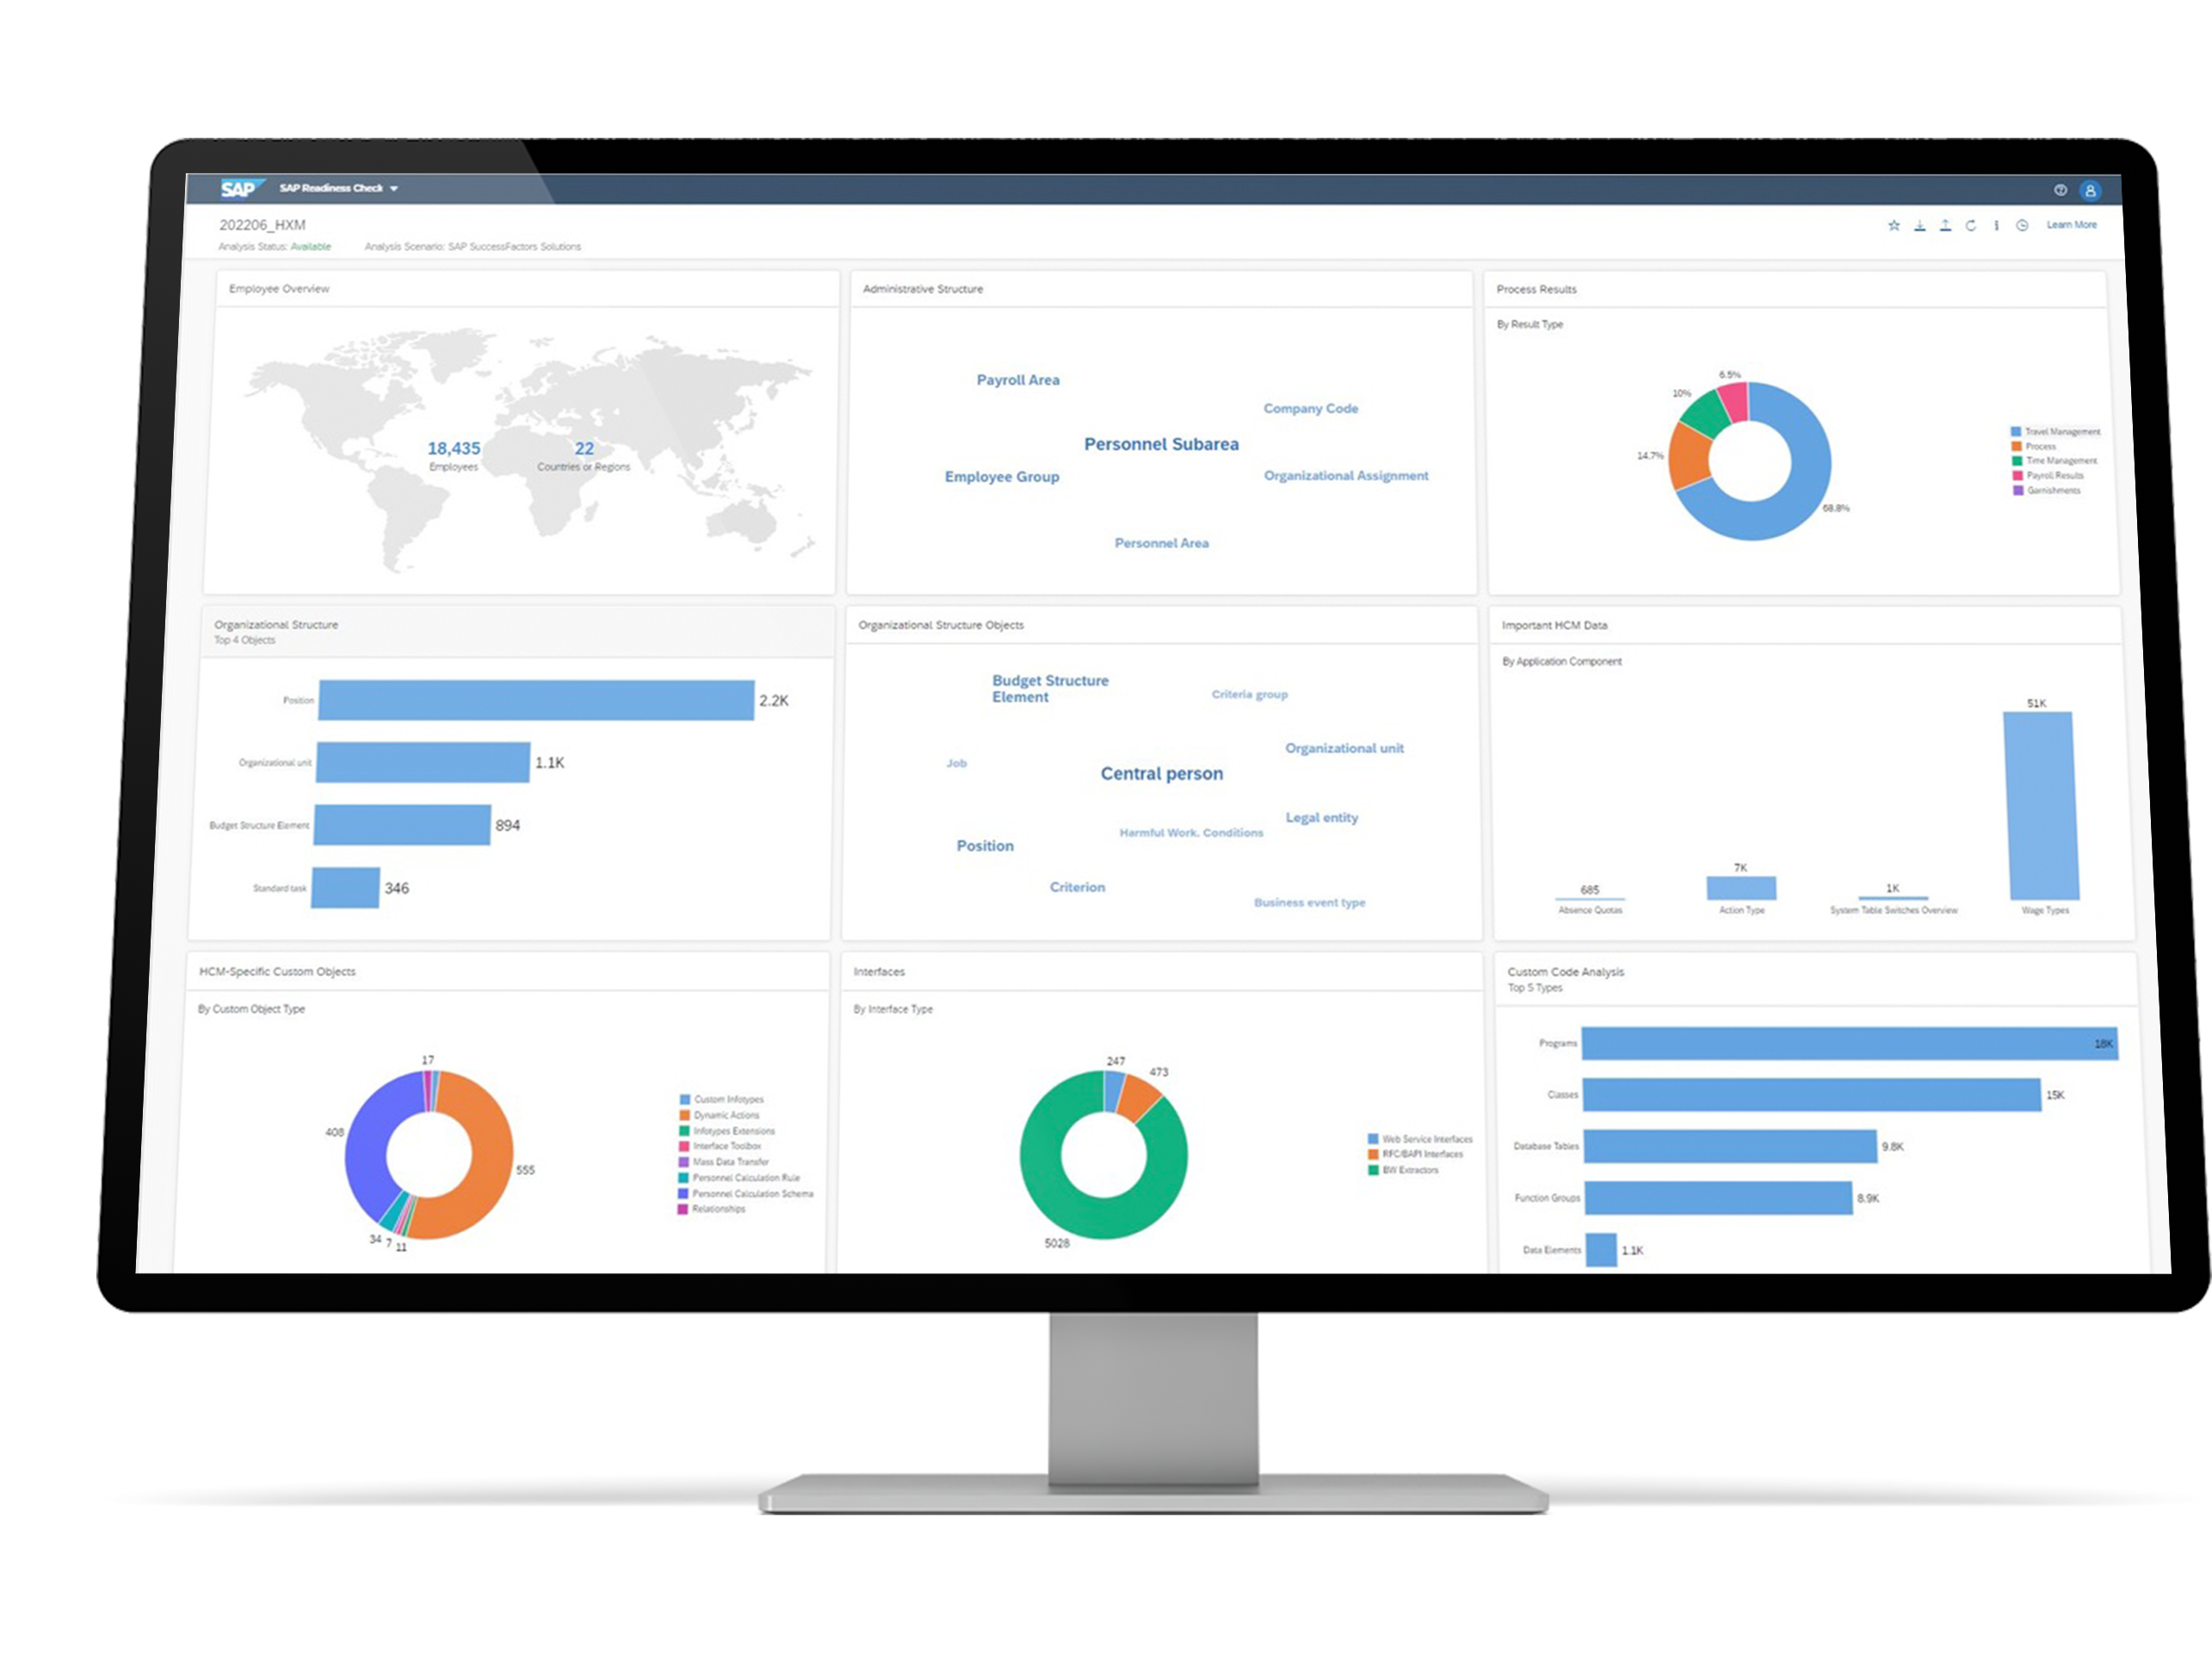 SAP
SAP Readiness Check
202206_HXM
Learn More
Analysis Status: Available
Analysis Scenario: SAP SuccessFactors Solutions
Employee Overview
18,435
Employees
22
Countries or Regions
Administrative Structure
Payroll Area
Company Code
Personnel Subarea
Employee Group
Organizational Assignment
Personnel Area
Process Results
By Result Type
6.5%
10%
14.7%
68.8%
Travel Management
Process
Time Management
Payroll Results
Garnishments
Organizational Structure
Top 4 Objects
Position 2.2K
Organizational unit 1.1K
Budget Structure Element 894
Standard task 346
Organizational Structure Objects
Budget Structure
Element
Criteria group
Organizational unit
Job
Central person
Legal entity
Harmful Work. Conditions
Position
Criterion
Business event type
Important HCM Data
By Application Component
51K
7K
1K
685
Absence Quotas
Action Type
System Table Switches Overview
Wage Types
HCM-Specific Custom Objects
By Custom Object Type
17
408
555
34
7
11
Custom Infotypes
Dynamic Actions
Infotypes Extensions
Interface Toolbox
Mass Data Transfer
Personnel Calculation Rule
Personnel Calculation Schema
Relationships
Interfaces
By Interface Type
247
473
5028
Web Service Interfaces
RFC/BAPI Interfaces
BW Extractors
Custom Code Analysis
Top 5 Types
Programs 18K
Classes 15K
Database Tables 9.8K
Function Groups 8.9K
Data Elements 1.1K